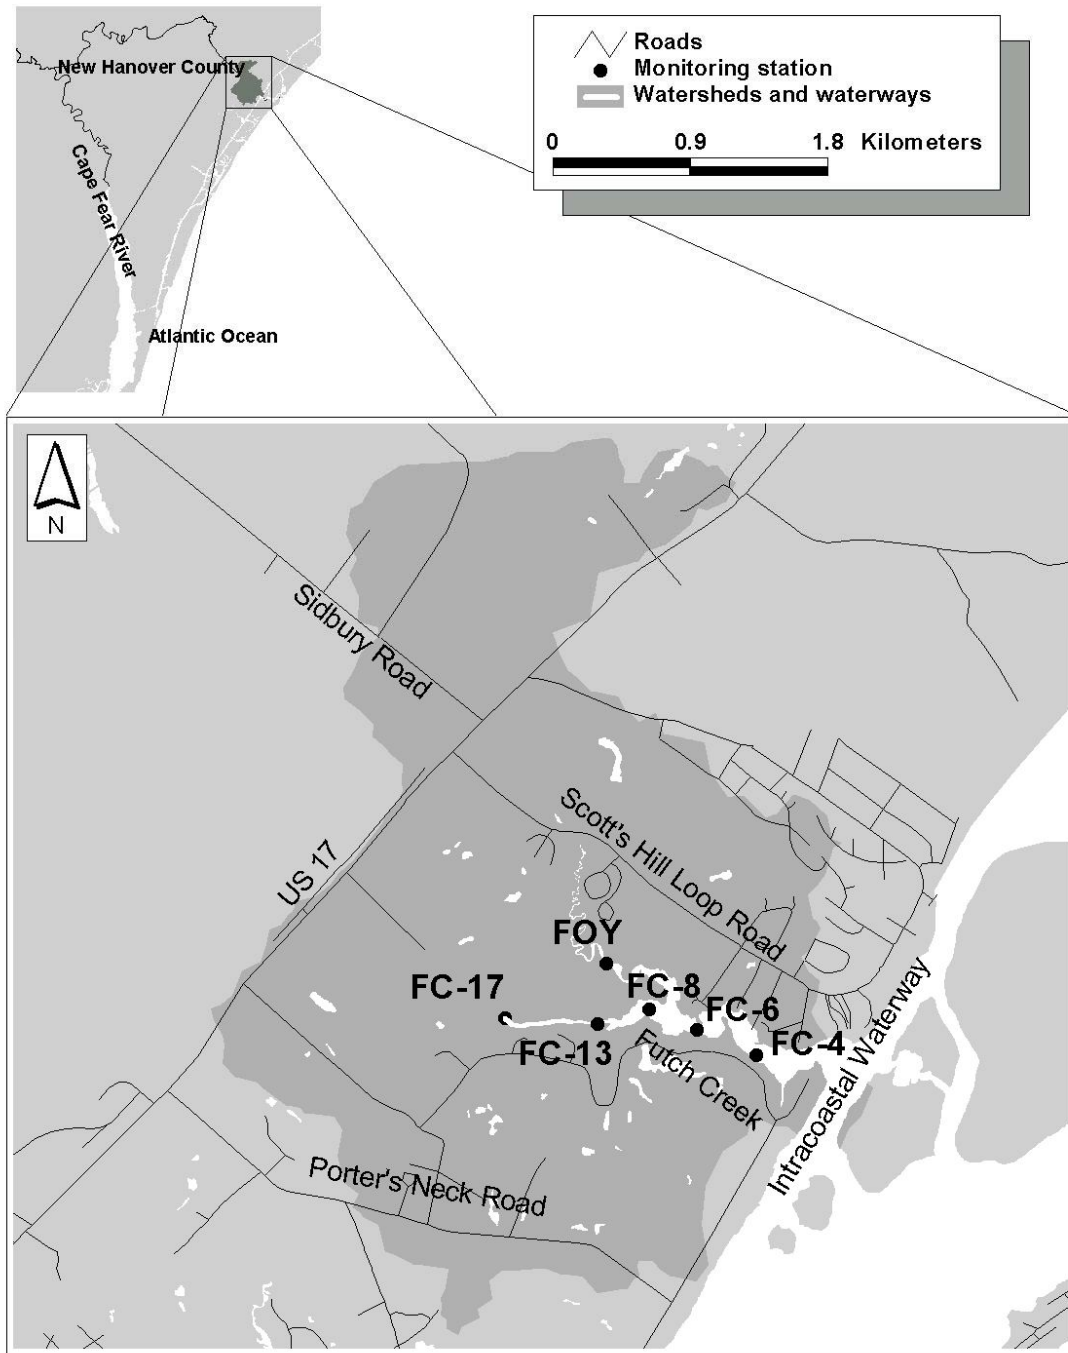 New Hanover County
Cape Fear River
Atlantic Ocean
Roads
Monitoring station
Watersheds and waterways
0 0.9 1.8 Kilometers
N
Sidbury Road
US 17
Scott's Hill Loop Road
FOY
FC-17
FC-8
FC-6
FC-13
FC-4
Futch Creek
Intracoastal Waterway
Porter's Neck Road